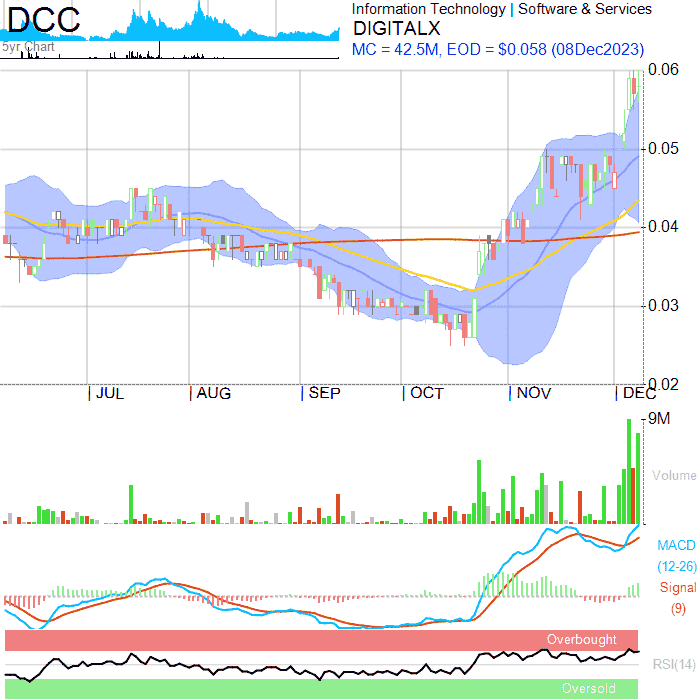 DCC
5yr Chart
Information Technology | Software & Services
DIGITALX
MC = 42.5M, EOD = $0.058 (08Dec2023)
0.06
0.05
0.04
0.03
0.02
JUL AUG SEP OCT NOV DEC
9M
Volume
MACD
(12-26)
Signal
(9)
Overbought
RSI(14)
Oversold